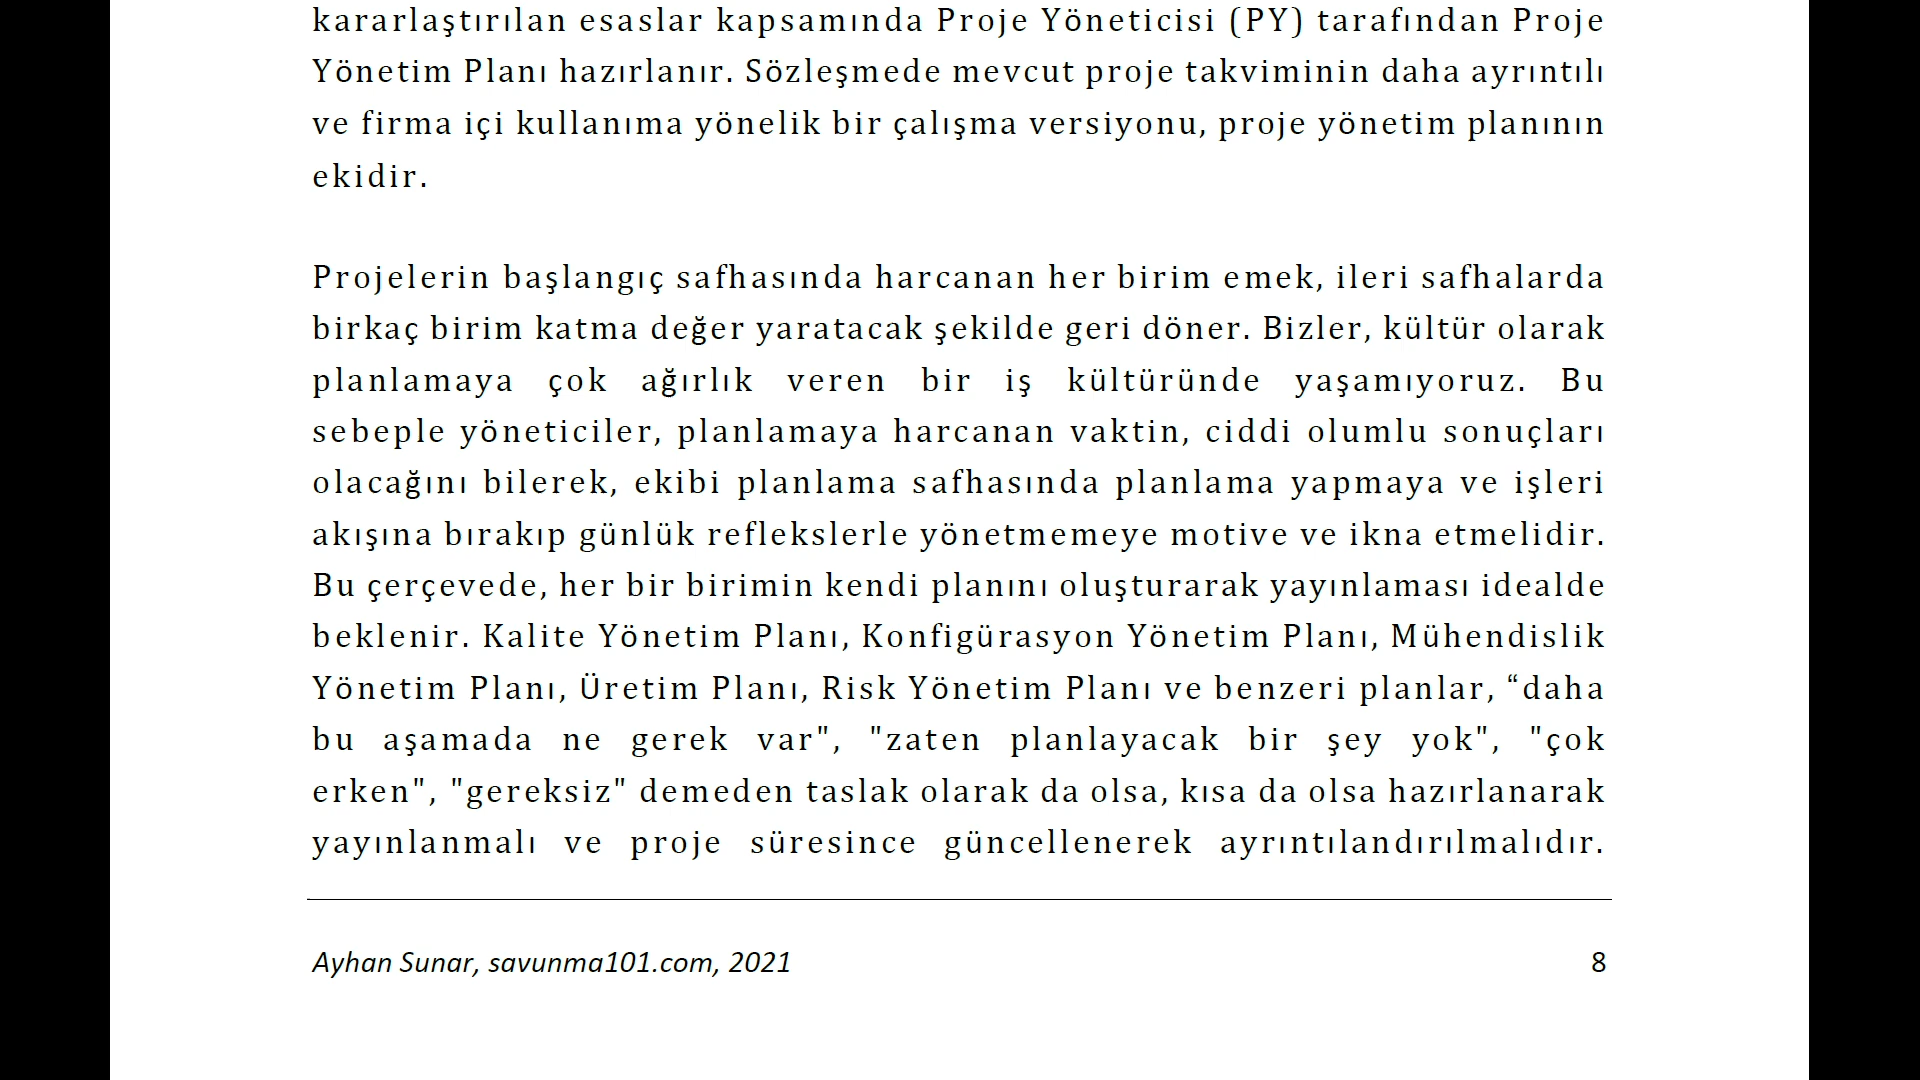 kararlaştırılan esaslar kapsamında Proje Yöneticisi (PY) tarafından Proje
Yönetim Planı hazırlanır. Sözleşmede mevcut proje takviminin daha ayrıntılı
ve firma içi kullanıma yönelik bir çalışma versiyonu, proje yönetim planının
ekidir.
Projelerin başlangıç safhasında harcanan her birim emek, ileri safhalarda
birkaç birim katma değer yaratacak şekilde geri döner. Bizler, kültür olarak
planlamaya çok ağırlık veren bir iş kültüründe yaşamıyoruz. Bu
sebeple yöneticiler, planlamaya harcanan vaktin, ciddi olumlu sonuçları
olacağını bilerek, ekibi planlama safhasında planlama yapmaya ve işleri
akışına bırakıp günlük reflekslerle yönetmemeye motive ve ikna etmelidir.
Bu çerçevede, her bir birimin kendi planını oluşturarak yayınlaması idealde
beklenir. Kalite Yönetim Planı, Konfigürasyon Yönetim Planı, Mühendislik
Yönetim Planı, Üretim Planı, Risk Yönetim Planı ve benzeri planlar, “daha
bu aşamada ne gerek var", "zaten planlayacak bir şey yok", "çok
erken", "gereksiz" demeden taslak olarak da olsa, kısa da olsa hazırlanarak
yayınlanmalı ve proje süresince güncellenerek ayrıntılandırılmalıdır.
Ayhan Sunar, savunma101.com, 2021
8